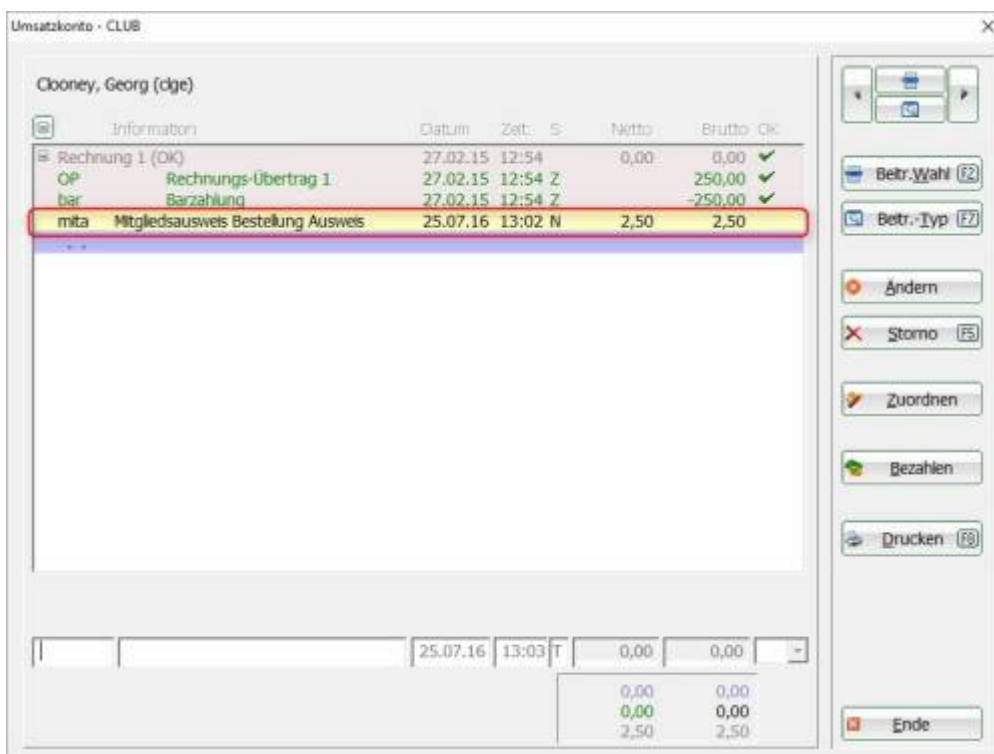 Umsatzkonto - CLUB
Clooney, Georg (clge)
Information Datum Zeit S Netto Brutto OK
Rechnung 1 (OK) 27.02.15 12:54 0,00 0,00
OP Rechnungs-Übertrag 1 27.02.15 12:54 Z 250,00
bar Barzahlung 27.02.15 12:54 Z -250,00
mita Mitgliedsausweis Bestellung Ausweis 25.07.16 13:02 N 2,50 2,50
. .
25.07.16 13:03 T 0,00 0,00
0,00 0,00
0,00 0,00
2,50 2,50
Beitr.Wahl F2
Beitr.-Typ F7
Ändern
Storno F5
Zuordnen
Bezahlen
Drucken F8
Ende